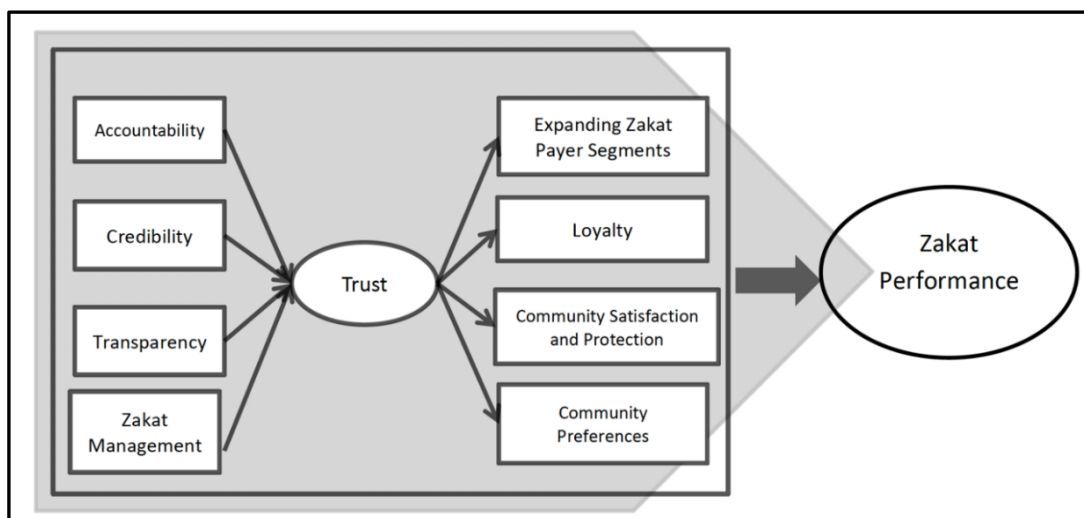 Accountability
Credibility
Transparency
Zakat
Management
Trust
Expanding Zakat
Payer Segments
Loyalty
Community Satisfaction
and Protection
Community
Preferences
Zakat
Performance